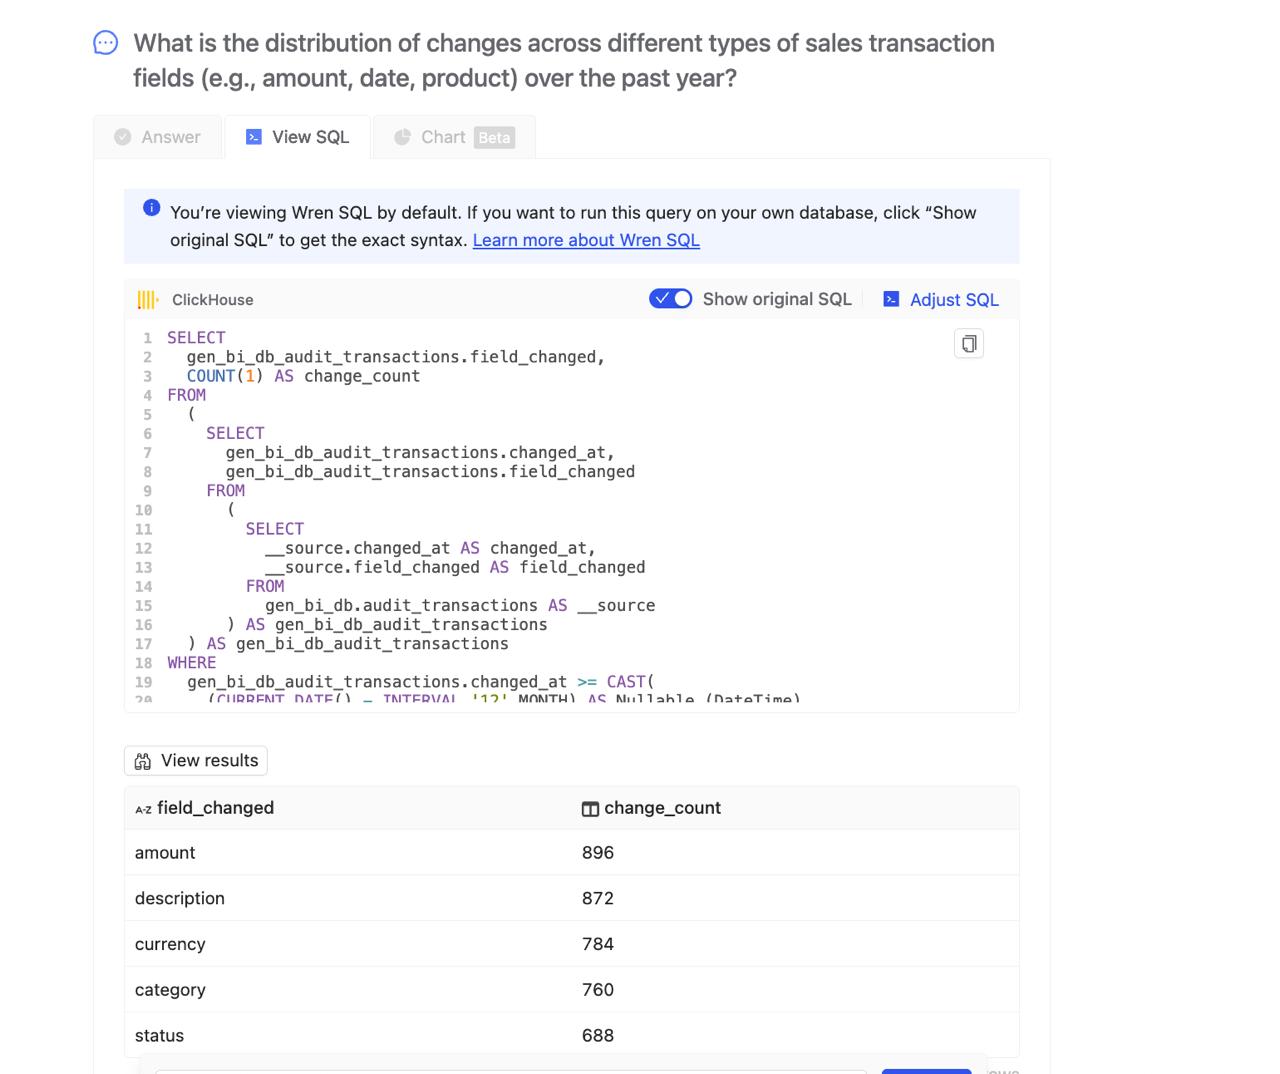 What is the distribution of changes across different types of sales transaction
fields (e.g., amount, date, product) over the past year?
Answer
View SQL
Chart Beta
You’re viewing Wren SQL by default. If you want to run this query on your own database, click “Show
original SQL” to get the exact syntax. Learn more about Wren SQL
ClickHouse
Show original SQL
Adjust SQL
1 SELECT
2 gen_bi_db_audit_transactions.field_changed,
3 COUNT(1) AS change_count
4 FROM
5 (
6 SELECT
7 gen_bi_db_audit_transactions.changed_at,
8 gen_bi_db_audit_transactions.field_changed
9 FROM
10 (
11 SELECT
12 __source.changed_at AS changed_at,
13 __source.field_changed AS field_changed
14 FROM
15 gen_bi_db.audit_transactions AS __source
16 ) AS gen_bi_db_audit_transactions
17 ) AS gen_bi_db_audit_transactions
18 WHERE
19 gen_bi_db_audit_transactions.changed_at >= CAST(
20 (CURRENT_DATE() - INTERVAL '12' MONTH) AS Nullable (DateTime)
View results
A-Z field_changed
change_count
amount 896
description 872
currency 784
category 760
status 688